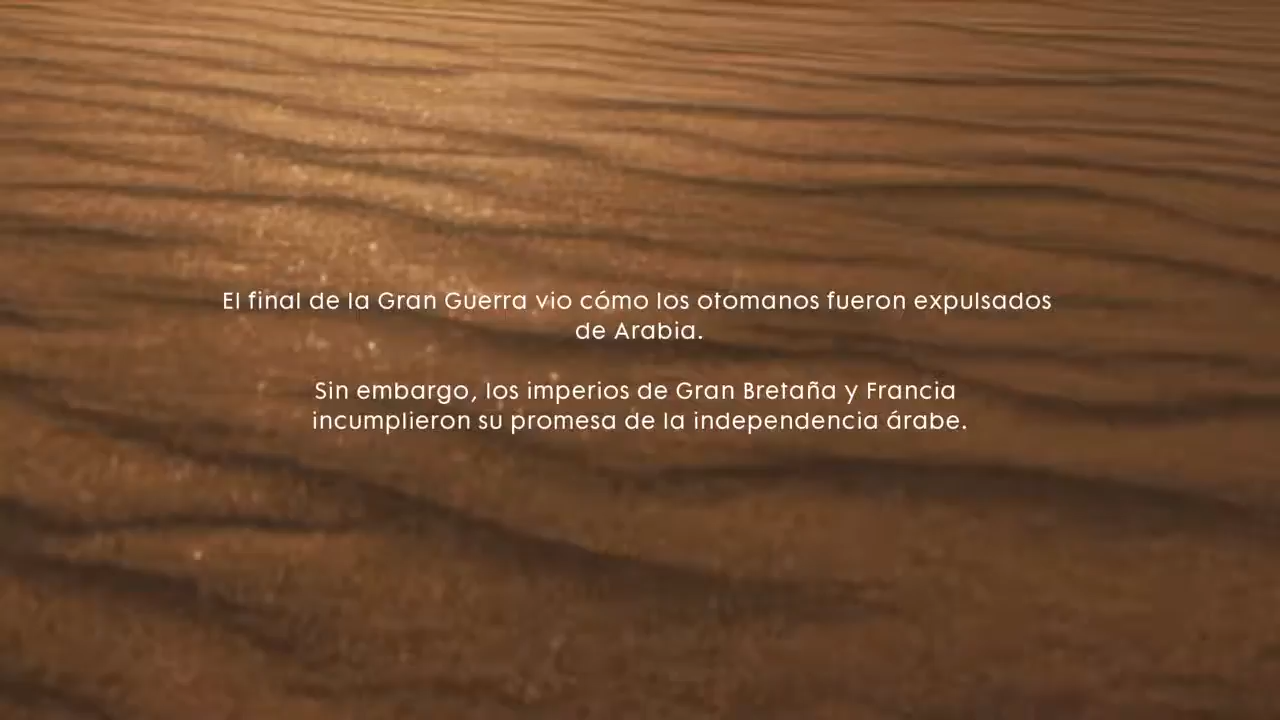 El final de la Gran Guerra vio cómo los otomanos fueron expulsados
de Arabia.
Sin embargo, los imperios de Gran Bretaña y Francia
incumplieron su promesa de la independencia árabe.